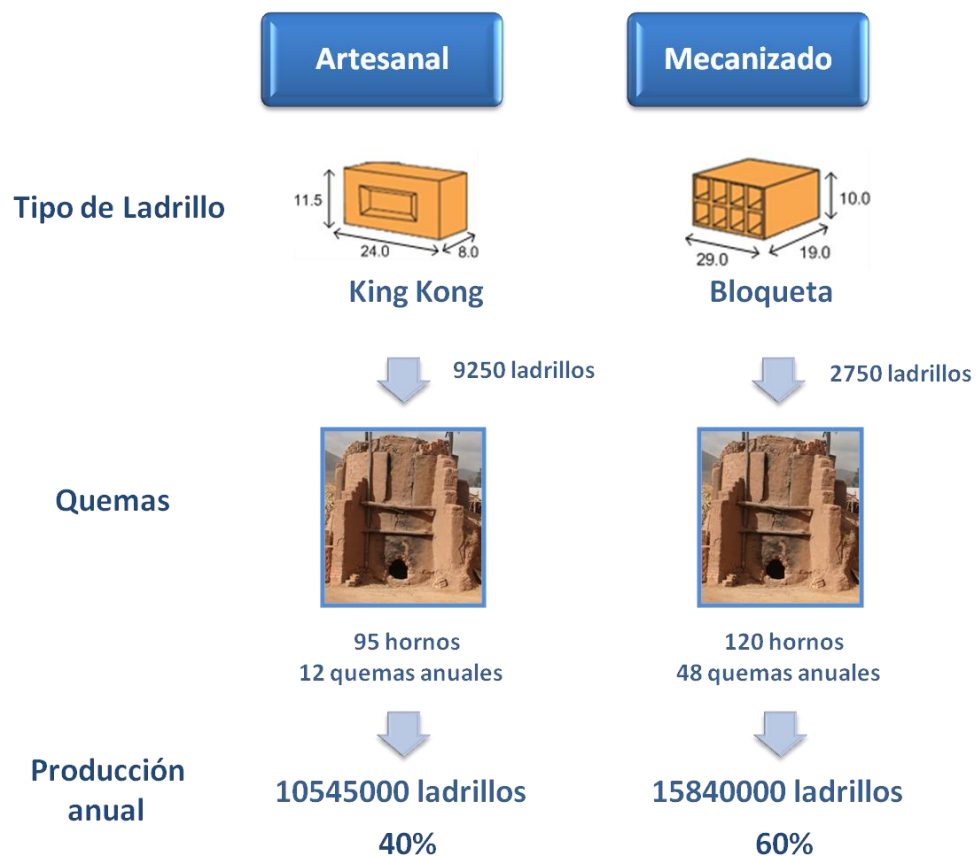 Artesanal
Mecanizado
Tipo de Ladrillo
11.5
24.0
8.0
10.0
29.0
19.0
King Kong
Bloqueta
9250 ladrillos
2750 ladrillos
Quemas
95 hornos
12 quemas anuales
120 hornos
48 quemas anuales
Producción
anual
10545000 ladrillos
40%
15840000 ladrillos
60%